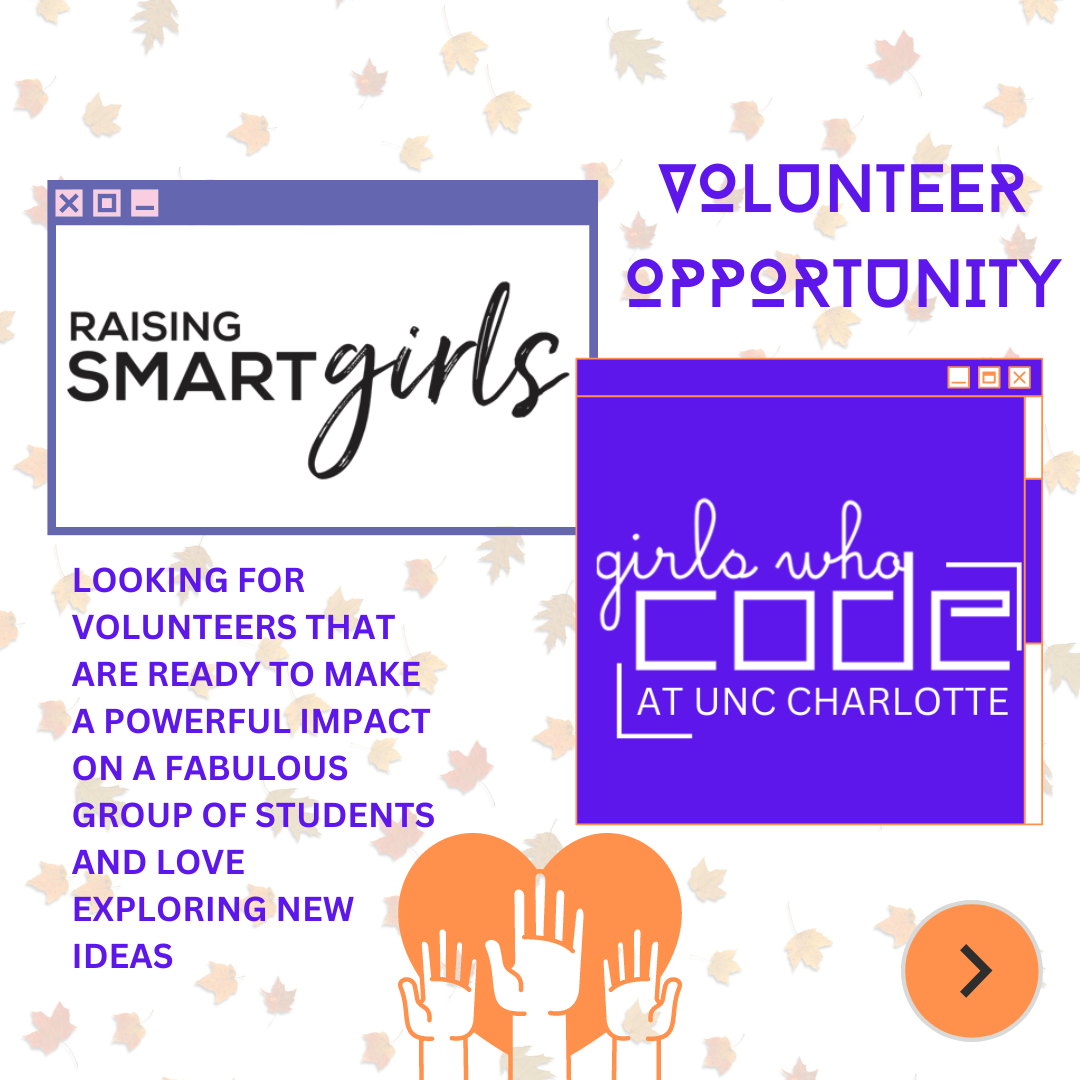 VOLUNTEER
OPPORTUNITY
RAISING
SMART girls
girls who
code
AT UNC CHARLOTTE
LOOKING FOR
VOLUNTEERS THAT
ARE READY TO MAKE
A POWERFUL IMPACT
ON A FABULOUS
GROUP OF STUDENTS
AND LOVE
EXPLORING NEW
IDEAS